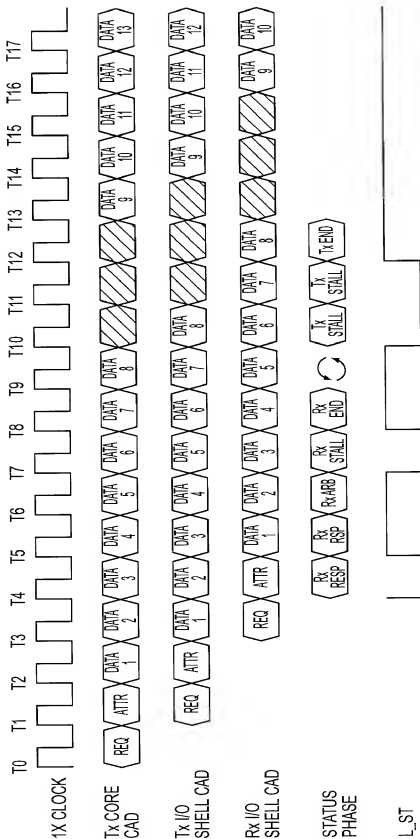 T0 T1 T2 T3 T4 T5 T6 T7 T8 T9 T10 T11 T12 T13 T14 T15 T16 T17
1X CLOCK
Tx CORE CAD REQ ATTR DATA 1 DATA 2 DATA 3 DATA 4 DATA 5 DATA 6 DATA 7 DATA 8 DATA 9 DATA 10 DATA 11 DATA 12 DATA 13
Tx I/O SHELL CAD REQ ATTR DATA 1 DATA 2 DATA 3 DATA 4 DATA 5 DATA 6 DATA 7 DATA 8 DATA 9 DATA 10 DATA 11 DATA 12
Rx I/O SHELL CAD REQ ATTR DATA 1 DATA 2 DATA 3 DATA 4 DATA 5 DATA 6 DATA 7 DATA 8 DATA 9 DATA 10
STATUS PHASE Rx RESP Rx RSP Rx ARB Rx STALL Rx END Tx STALL Tx STALL Tx END
L_ST